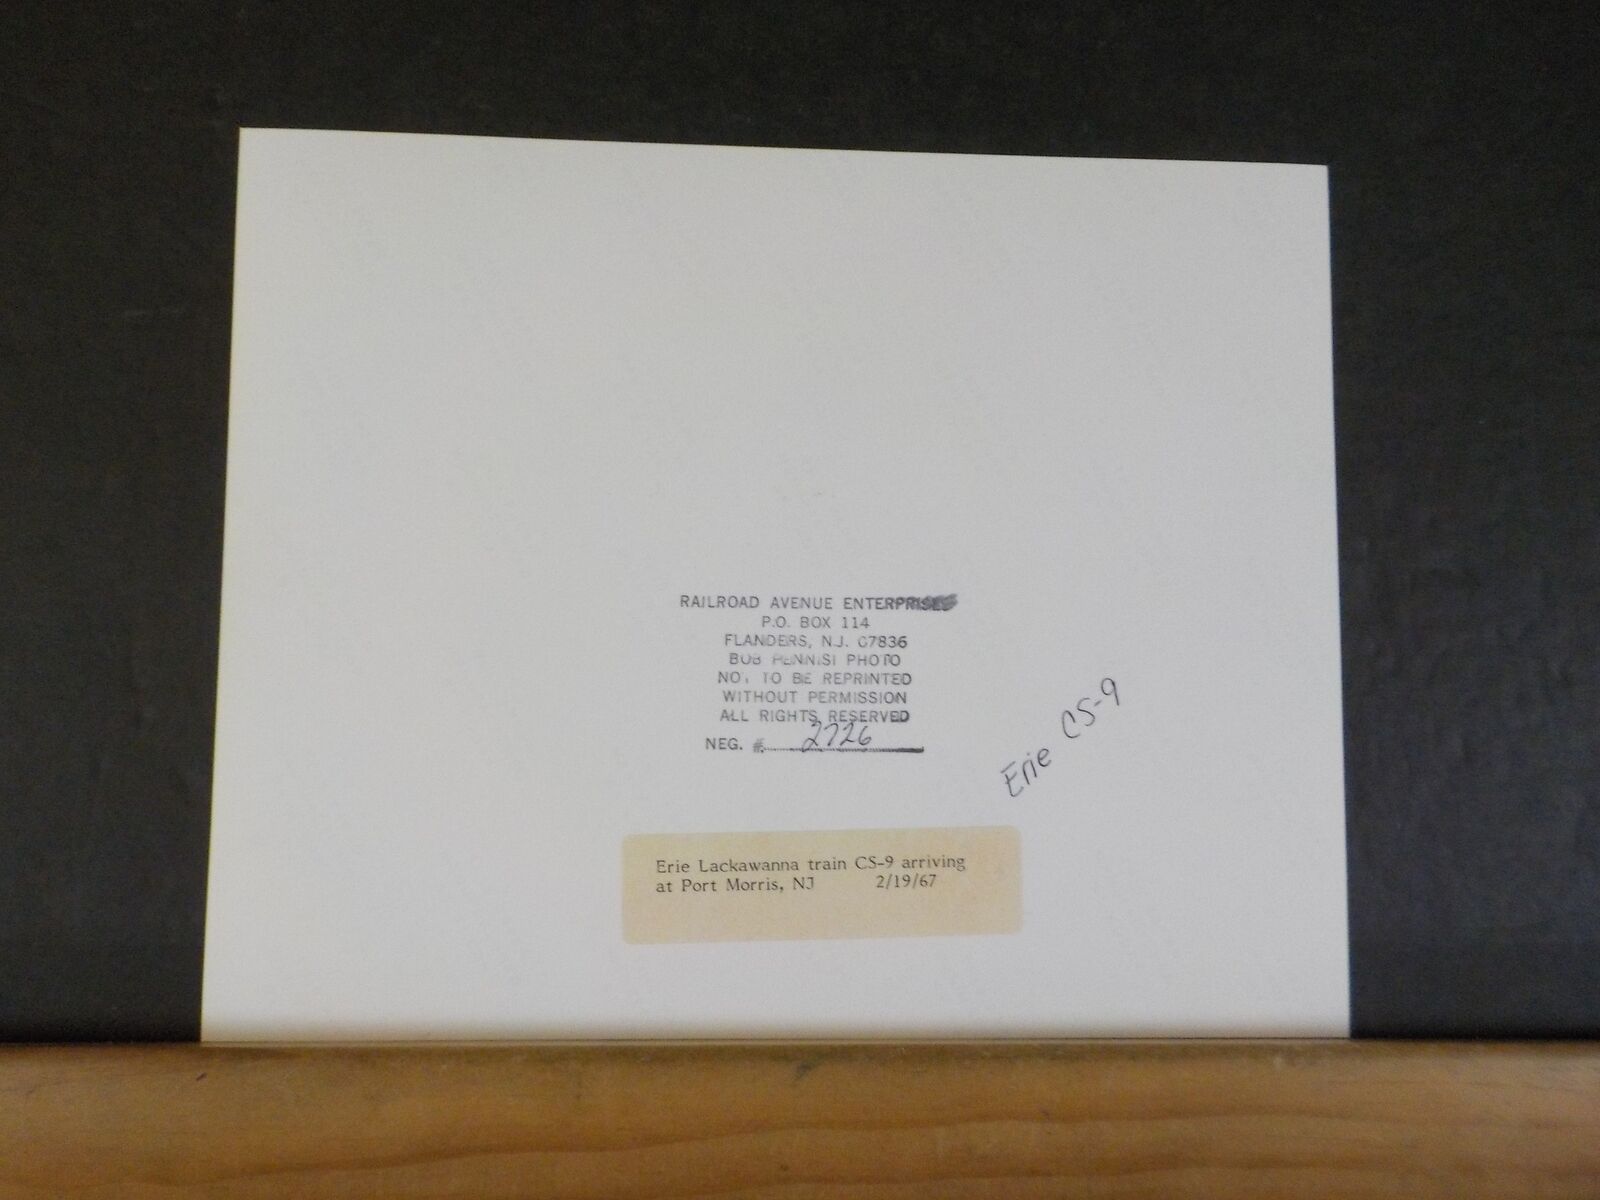 RAILROAD AVENUE ENTERPRISES
P.O. BOX 114
FLANDERS, N.J. 07836
BOB PENNISI PHOTO
NOT TO BE REPRINTED
WITHOUT PERMISSION
ALL RIGHTS RESERVED
NEG. # 2726
Erie CS-9
Erie Lackawanna train CS-9 arriving
at Port Morris, NJ 2/19/67